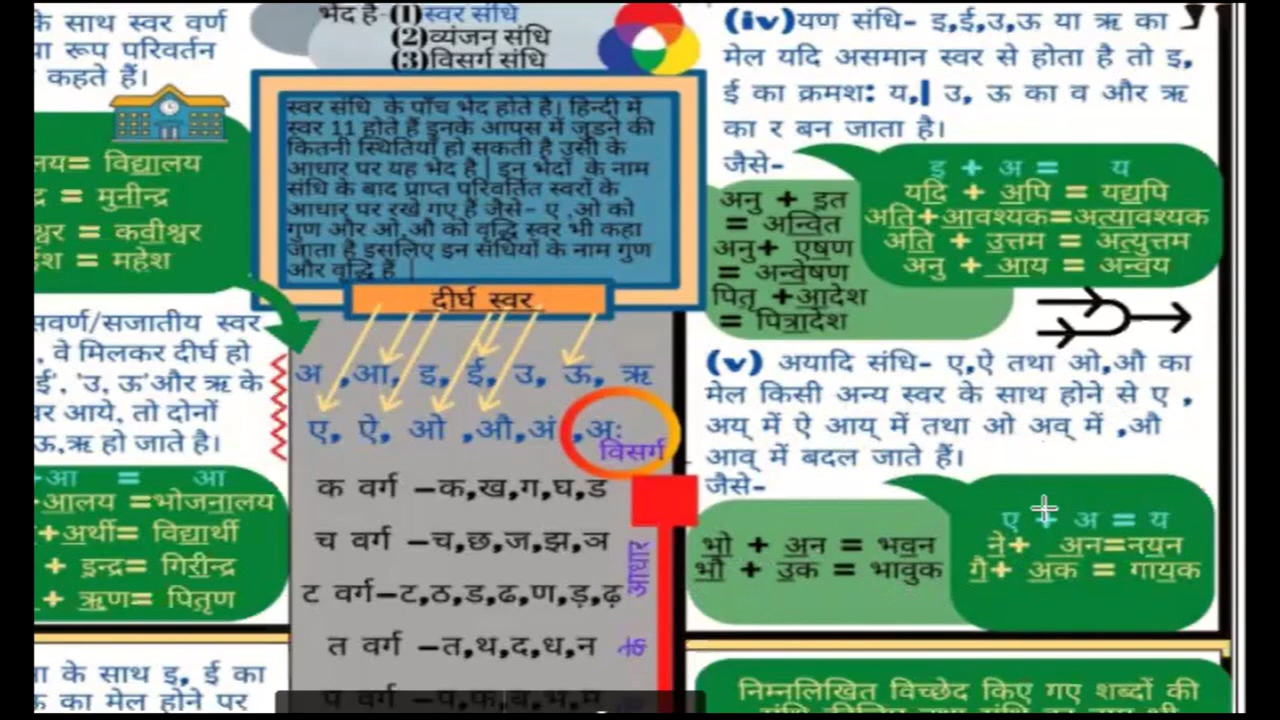 के साथ स्वर वर्ण
रूप परिवर्तन
कहते हैं।
लय= विद्यालय
= मुनीन्द्र
श्वर = कवीश्वर
= महेश
सवर्ण/सजातीय स्वर
, वे मिलकर दीर्घ हो
ई'. 'उ, ऊ'और ऋ के
आये, तो दोनों
ऊ,ऋ हो जाते है।
आ = आ
आलय =भोजनालय
+अर्थी= विद्यार्थी
+ इन्द्र= गिरीन्द्र
+ ऋण= पितृण
के साथ इ, ई का
का मेल होने पर
भेद है-(1)स्वर संधि
(2)व्यंजन संधि
(3)विसर्ग संधि
स्वर संधि के पाँच भेद होते है। हिन्दी में
स्वर 11 होते हैं इनके आपस में जुडने की
कितनी स्थितियाँ हो सकती है उसी के
आधार पर यह भेद है | इन भेदों के नाम
संधि के बाद प्राप्त परिवर्तित स्वरों के
आधार पर रखे गए है जैसे- ए ,ओ को
गुण और ओ,औ को वृद्धि स्वर भी कहा
जाता है इसलिए इन संधियों के नाम गुण
और वृद्धि है |
दीर्घ स्वर
अ ,आ, इ, ई, उ, ऊ, ऋ
ए, ऐ, ओ ,औ,अं ,अः
विसर्ग
क वर्ग –क,ख,ग,घ,ड
च वर्ग –च,छ,ज,झ,ञ
ट वर्ग–ट,ठ,ड,ढ,ण,ड़,ढ़
त वर्ग –त,थ,द,ध,न
प वर्ग –प,फ,ब,भ,म
आधार
के
(iv)यण संधि- इ,ई,उ,ऊ या ऋ का
मेल यदि असमान स्वर से होता है तो इ,
ई का क्रमश: य,| उ, ऊ का व और ऋ
का र बन जाता है।
जैसे-
इ + अ = य
यदि + अपि = यद्यपि
अति+आवश्यक=अत्यावश्यक
अति + उत्तम = अत्युत्तम
अनु + आय = अन्वय
अनु + इत
= अन्वित
अनु+ एषण
= अन्वेषण
पितृ +आदेश
= पित्रादेश
(v) अयादि संधि- ए,ऐ तथा ओ,औ का
मेल किसी अन्य स्वर के साथ होने से ए ,
अय् में ऐ आय् में तथा ओ अव् में ,औ
आव् में बदल जाते हैं।
जैसे-
ए + अ = य
ने+ अन=नयन
गै+ अक = गायक
भो + अन = भवन
भौ + उक = भावुक
निम्नलिखित विच्छेद किए गए शब्दों की